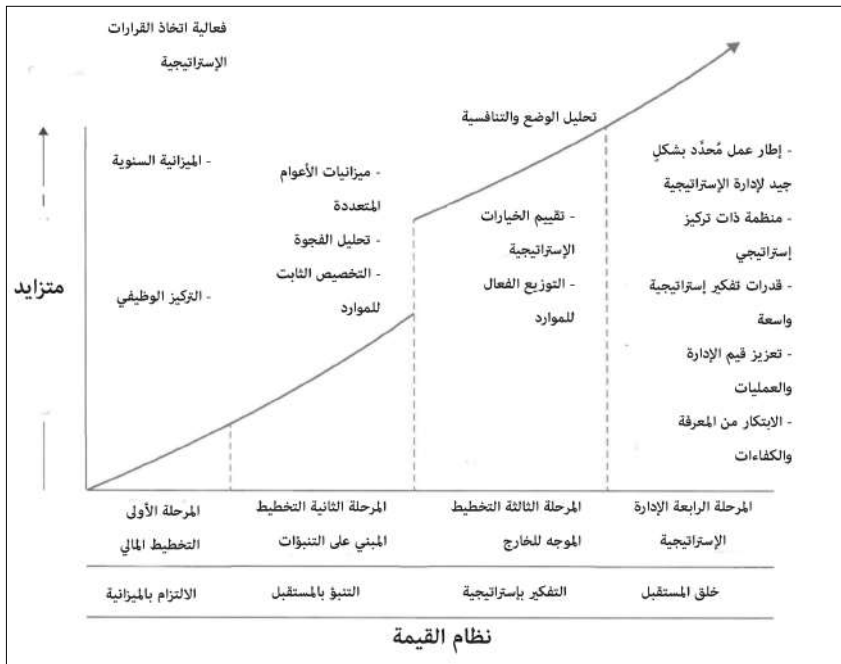 فعالية اتخاذ القرارات
الإستراتيجية
متزايد
- الميزانية السنوية
- التركيز الوظيفي
- ميزانيات الأعوام
المتعددة
- تحليل الفجوة
- التخصيص الثابت
للموارد
تحليل الوضع والتنافسية
- تقييم الخيارات
الإستراتيجية
- التوزيع الفعال
للموارد
- إطار عمل مُحدَّد بشكلٍ
جيد لإدارة الإستراتيجية
- منظمة ذات تركيز
إستراتيجي
- قدرات تفكير إستراتيجية
واسعة
- تعزيز قيم الإدارة
والعمليات
- الابتكار من المعرفة
والكفاءات
المرحلة الأولى
التخطيط المالي
المرحلة الثانية التخطيط
المبني على التنبؤات
المرحلة الثالثة التخطيط
الموجه للخارج
المرحلة الرابعة الإدارة
الإستراتيجية
الالتزام بالميزانية
التنبؤ بالمستقبل
التفكير بإستراتيجية
خلق المستقبل
نظام القيمة